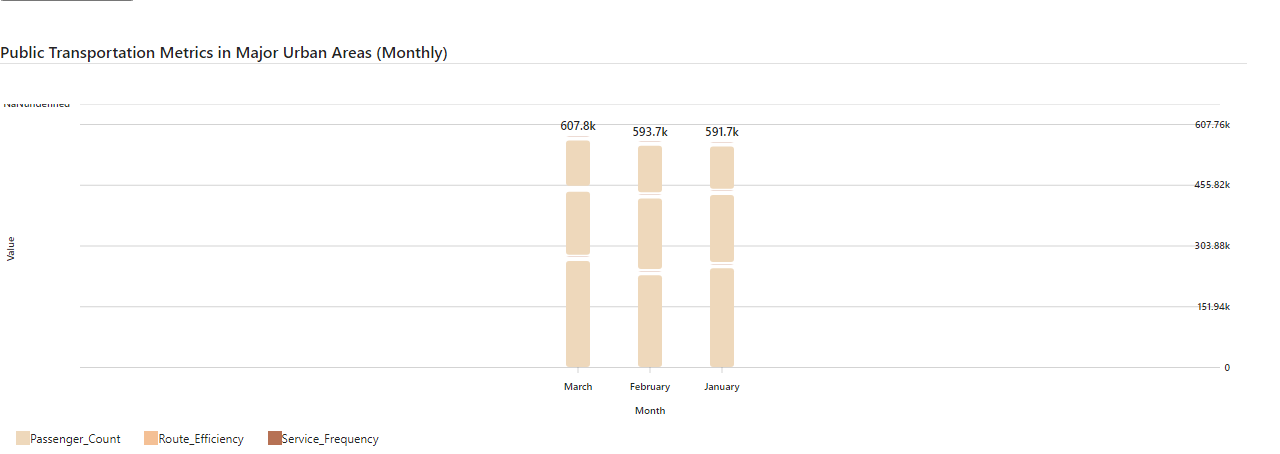 Public Transportation Metrics in Major Urban Areas (Monthly)
NaNundefined
607.76k
607.8k
593.7k
591.7k
455.82k
303.88k
Value
151.94k
0
March February January
Month
Passenger_Count Route_Efficiency Service_Frequency